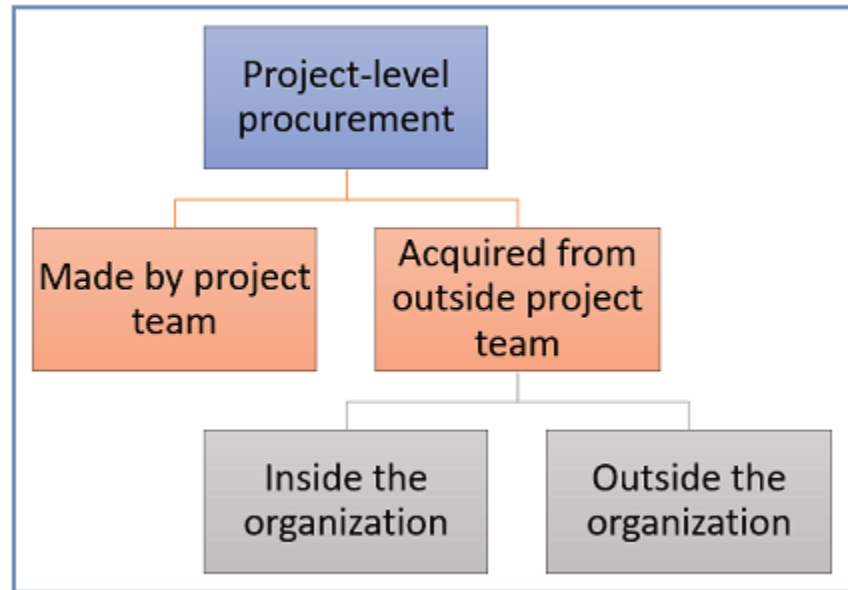 Project-level
procurement
Made by project
team
Acquired from
outside project
team
Inside the
organization
Outside the
organization